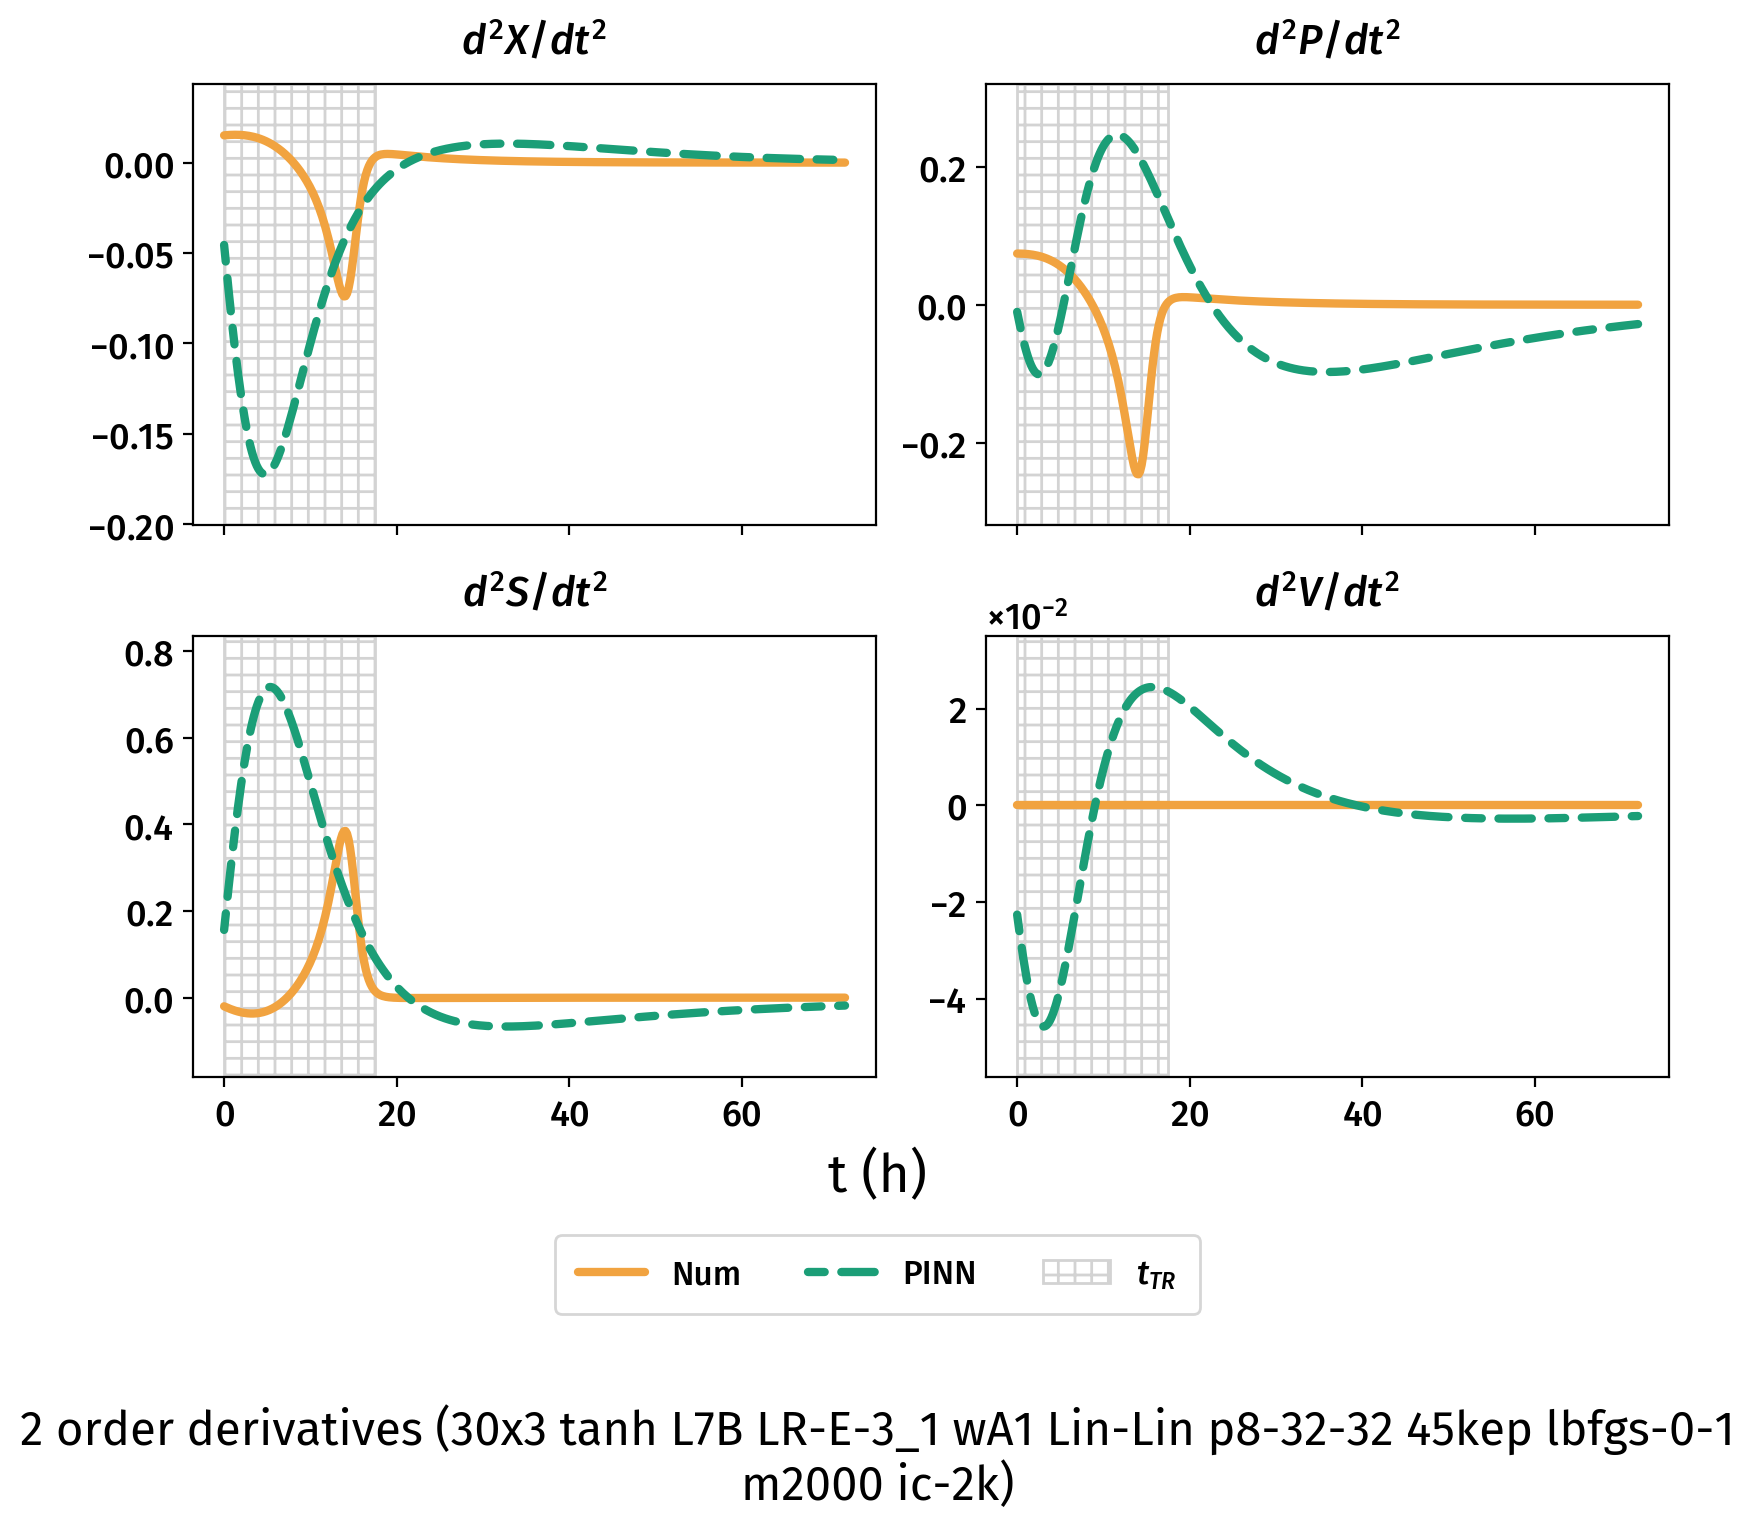 d²X/dt²
d²P/dt²
0.00
−0.05
−0.10
−0.15
−0.20
0.2
0.0
−0.2
d²S/dt²
d²V/dt²
×10⁻²
0.8
0.6
0.4
0.2
0.0
2
0
−2
−4
0 20 40 60
0 20 40 60
t (h)
Num PINN t_TR
2 order derivatives (30x3 tanh L7B LR-E-3_1 wA1 Lin-Lin p8-32-32 45kep lbfgs-0-1
m2000 ic-2k)